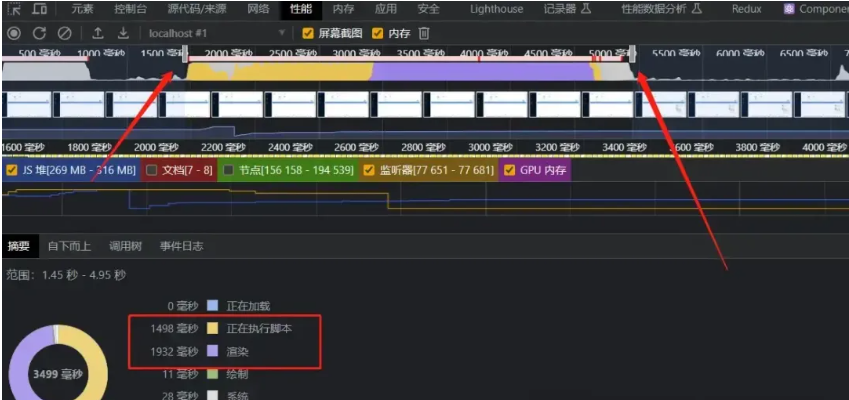 元素 控制台 源代码/来源 网络 性能 内存 应用 安全 Lighthouse 记录器 性能数据分析 Redux Component
localhost #1 屏幕截图 内存
500 毫秒 1000 毫秒 1500 毫秒 2000 毫秒 2500 毫秒 3000 毫秒 3500 毫秒 4000 毫秒 4500 毫秒 5000 毫秒 5500 毫秒 6000 毫秒 6500 毫秒
1600 毫秒 1800 毫秒 2000 毫秒 2200 毫秒 2400 毫秒 2600 毫秒 2800 毫秒 3000 毫秒 3200 毫秒 3400 毫秒 3600 毫秒 3800 毫秒 4000 毫秒
JS 堆[269 MB - 316 MB] 文档[7 - 8] 节点[156 158 - 194 539] 监听器[77 651 - 77 681] GPU 内存
摘要 自下而上 调用树 事件日志
范围：1.45 秒 - 4.95 秒
0 毫秒 正在加载
1498 毫秒 正在执行脚本
1932 毫秒 渲染
3499 毫秒
11 毫秒 绘制
28 毫秒 系统